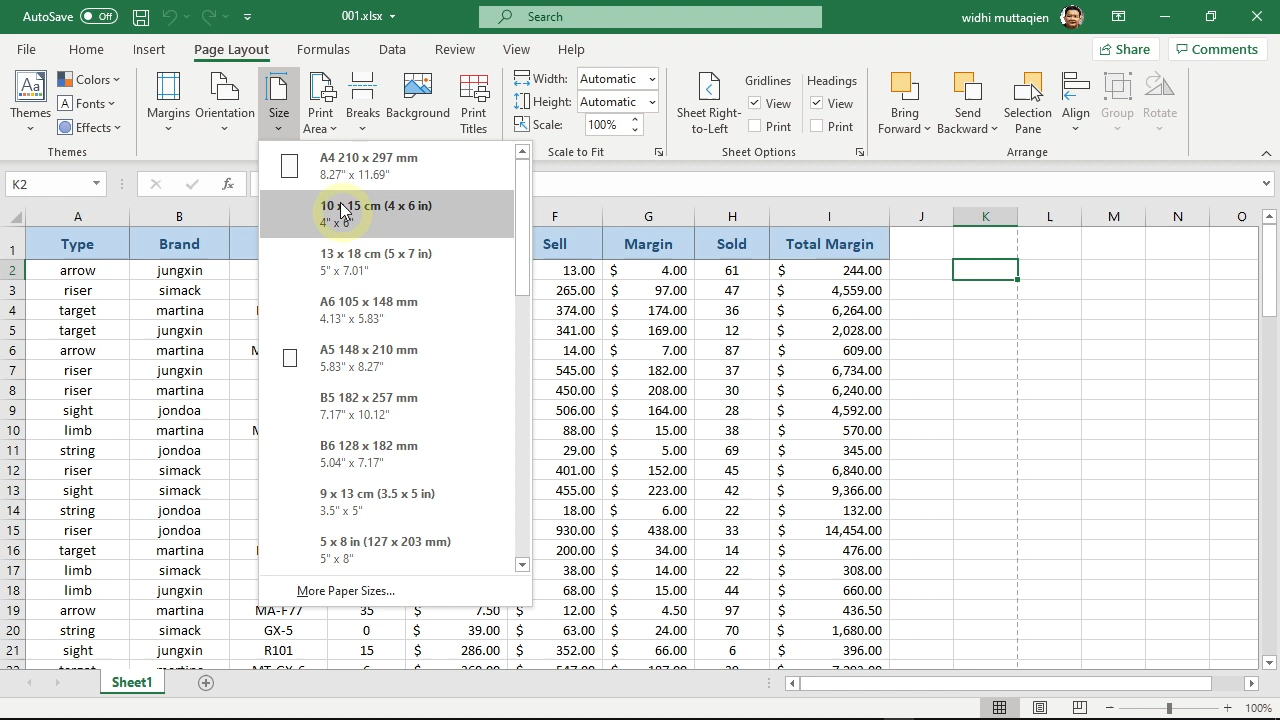 AutoSave Off 001.xlsx Search widhi muttaqien
File Home Insert Page Layout Formulas Data Review View Help Share Comments
Themes Colors Fonts Effects Margins Orientation Size Print Area Breaks Background Print Titles Width: Automatic Height: Automatic Scale: 100% Sheet Right-to-Left Gridlines View Print Headings View Print Bring Forward Send Backward Selection Pane Align Group Rotate
Themes Scale to Fit Sheet Options Arrange
K2 fx
A4 210 x 297 mm
8.27" x 11.69"
10 x 15 cm (4 x 6 in)
4" x 6"
13 x 18 cm (5 x 7 in)
5" x 7.01"
A6 105 x 148 mm
4.13" x 5.83"
A5 148 x 210 mm
5.83" x 8.27"
B5 182 x 257 mm
7.17" x 10.12"
B6 128 x 182 mm
5.04" x 7.17"
9 x 13 cm (3.5 x 5 in)
3.5" x 5"
5 x 8 in (127 x 203 mm)
5" x 8"
More Paper Sizes...
A B F G H I J K L M N O
1 Type Brand Sell Margin Sold Total Margin
2 arrow jungxin 13.00 $ 4.00 61 $ 244.00
3 riser simack 265.00 $ 97.00 47 $ 4,559.00
4 target martina 374.00 $ 174.00 36 $ 6,264.00
5 target jungxin 341.00 $ 169.00 12 $ 2,028.00
6 arrow martina 14.00 $ 7.00 87 $ 609.00
7 riser jungxin 545.00 $ 182.00 37 $ 6,734.00
8 riser martina 450.00 $ 208.00 30 $ 6,240.00
9 sight jondoa 506.00 $ 164.00 28 $ 4,592.00
10 limb martina 88.00 $ 15.00 38 $ 570.00
11 string jondoa 29.00 $ 5.00 69 $ 345.00
12 riser simack 401.00 $ 152.00 45 $ 6,840.00
13 sight simack 455.00 $ 223.00 42 $ 9,366.00
14 string jondoa 18.00 $ 6.00 22 $ 132.00
15 riser jondoa 930.00 $ 438.00 33 $ 14,454.00
16 target martina 200.00 $ 34.00 14 $ 476.00
17 limb simack 38.00 $ 14.00 22 $ 308.00
18 limb jungxin 68.00 $ 15.00 44 $ 660.00
19 arrow martina MA-F77 35 $ 7.50 $ 12.00 $ 4.50 97 $ 436.50
20 string simack GX-5 0 $ 39.00 $ 63.00 $ 24.00 70 $ 1,680.00
21 sight jungxin R101 15 $ 286.00 $ 352.00 $ 66.00 6 $ 396.00
Sheet1
100%